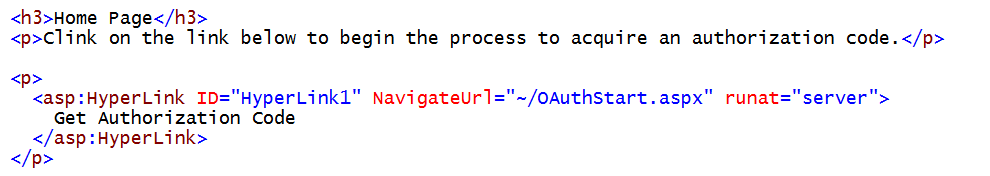 <h3>Home Page</h3>
<p>Clink on the link below to begin the process to acquire an authorization code.</p>
<p>
<asp:HyperLink ID="HyperLink1" NavigateUrl="~/OAuthStart.aspx" runat="server">
Get Authorization Code
</asp:HyperLink>
</p>